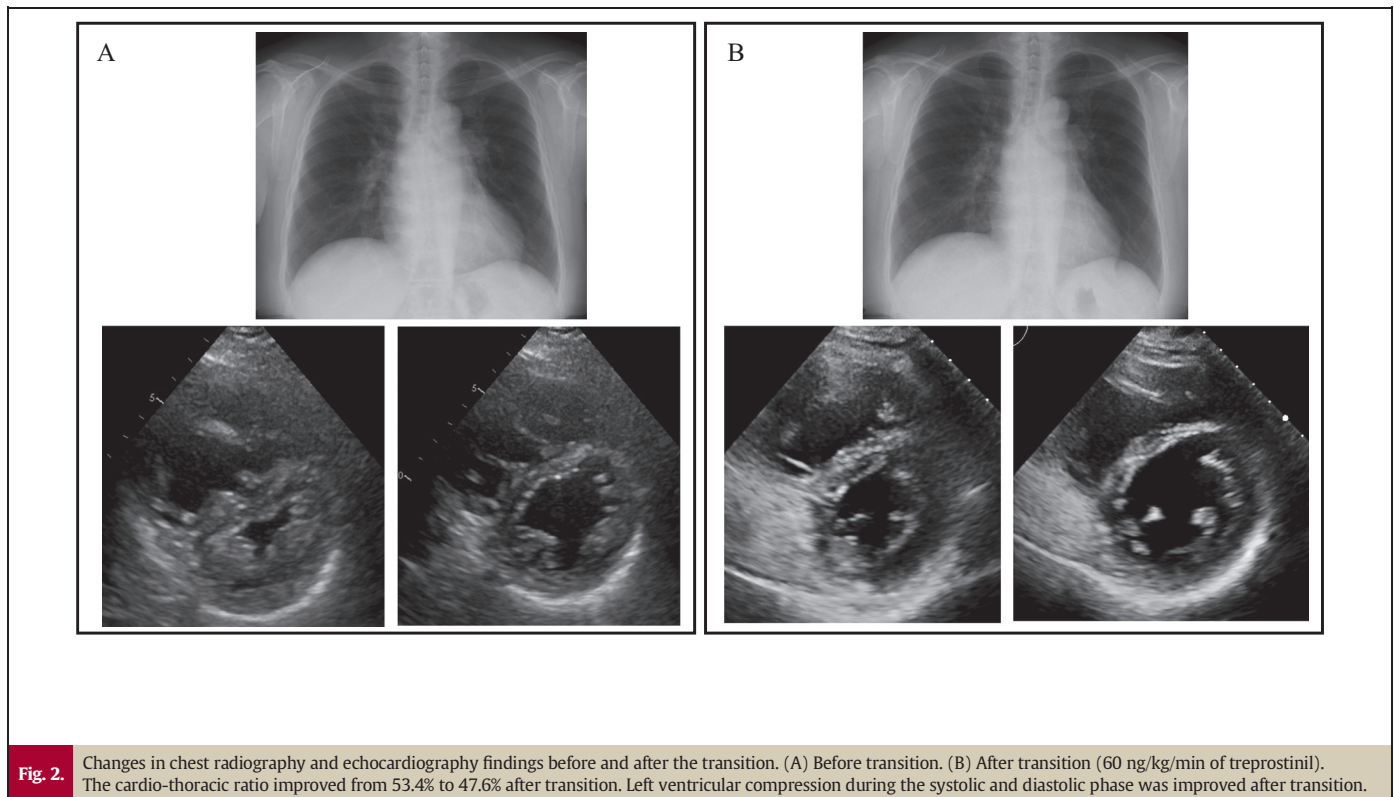 A
B
5
5
0
Fig. 2.
Changes in chest radiography and echocardiography findings before and after the transition. (A) Before transition. (B) After transition (60 ng/kg/min of treprostinil).
The cardio-thoracic ratio improved from 53.4% to 47.6% after transition. Left ventricular compression during the systolic and diastolic phase was improved after transition.